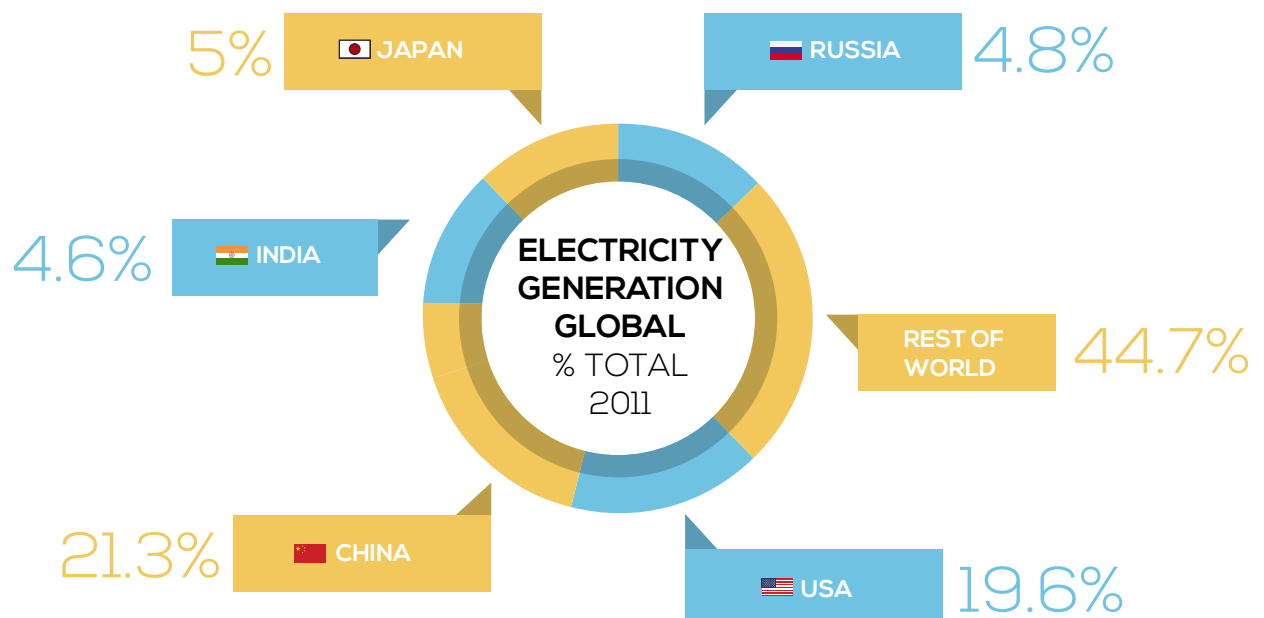 5%
JAPAN
RUSSIA
4.8%
4.6%
INDIA
ELECTRICITY
GENERATION
GLOBAL
% TOTAL
2011
REST OF
WORLD
44.7%
21.3%
CHINA
USA
19.6%